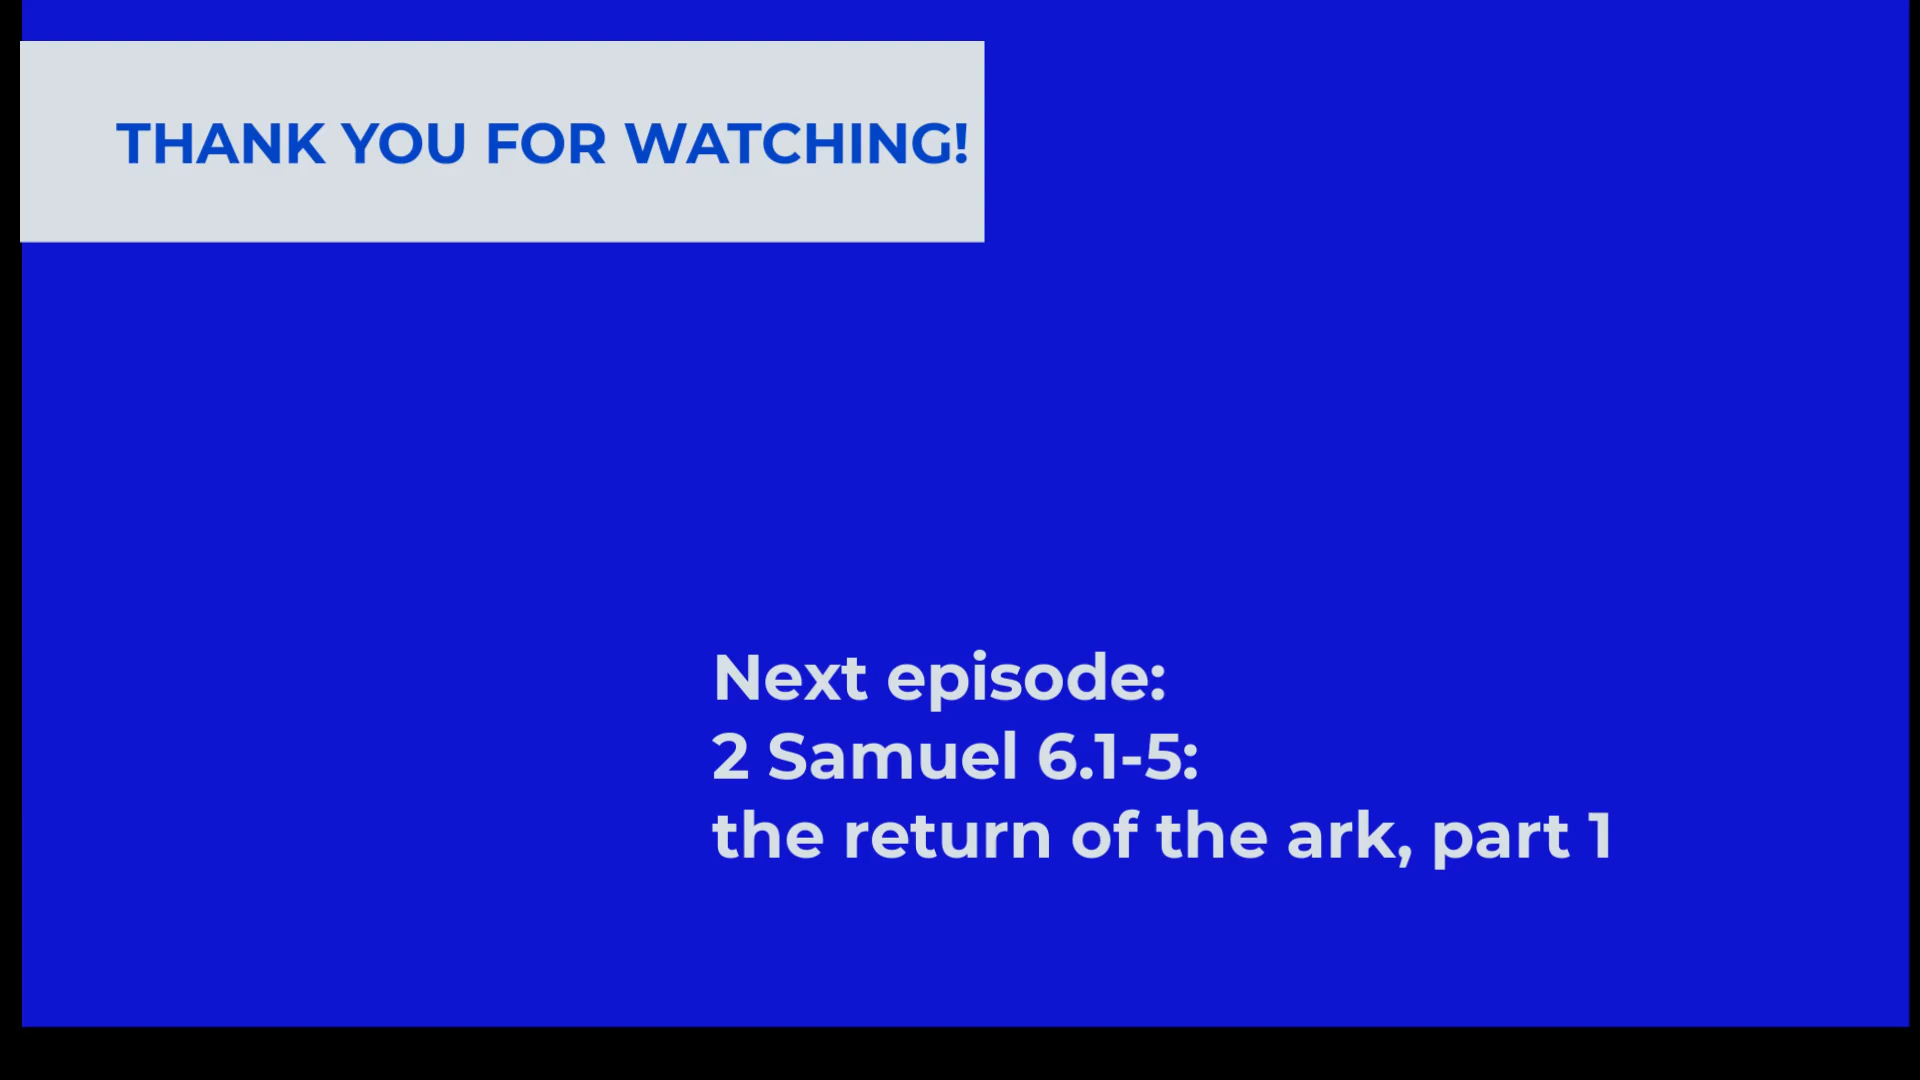 THANK YOU FOR WATCHING!
Next episode:
2 Samuel 6.1-5:
the return of the ark, part 1